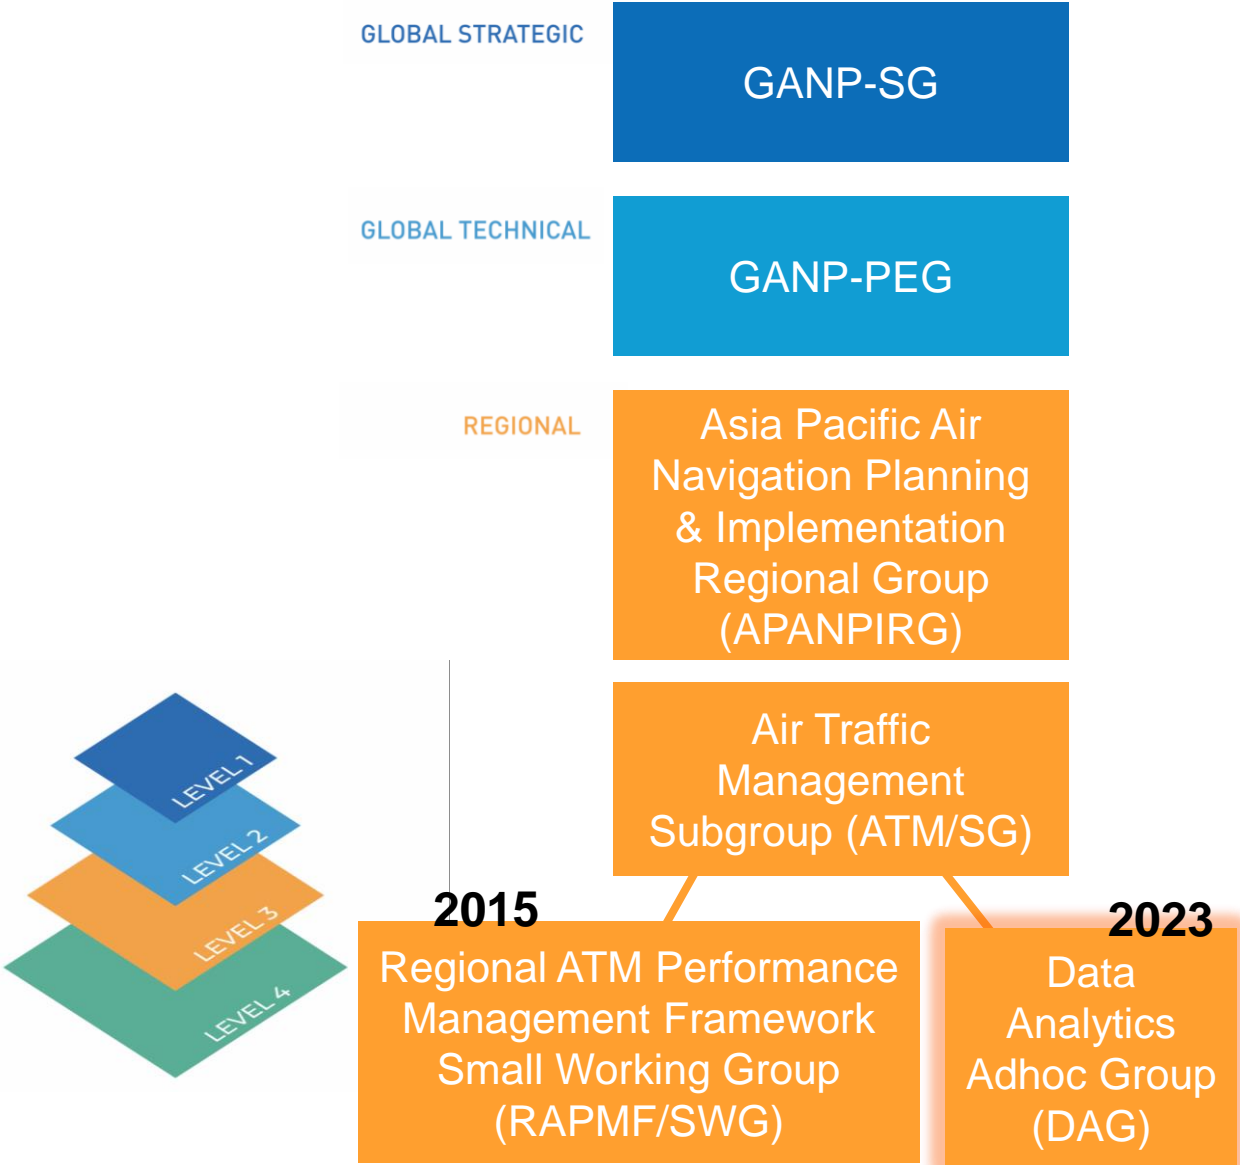 GLOBAL STRATEGIC
GANP-SG
GLOBAL TECHNICAL
GANP-PEG
REGIONAL
Asia Pacific Air
Navigation Planning
& Implementation
Regional Group
(APANPIRG)
Air Traffic
Management
Subgroup (ATM/SG)
LEVEL 1
LEVEL 2
LEVEL 3
LEVEL 4
2015
Regional ATM Performance
Management Framework
Small Working Group
(RAPMF/SWG)
2023
Data
Analytics
Adhoc Group
(DAG)